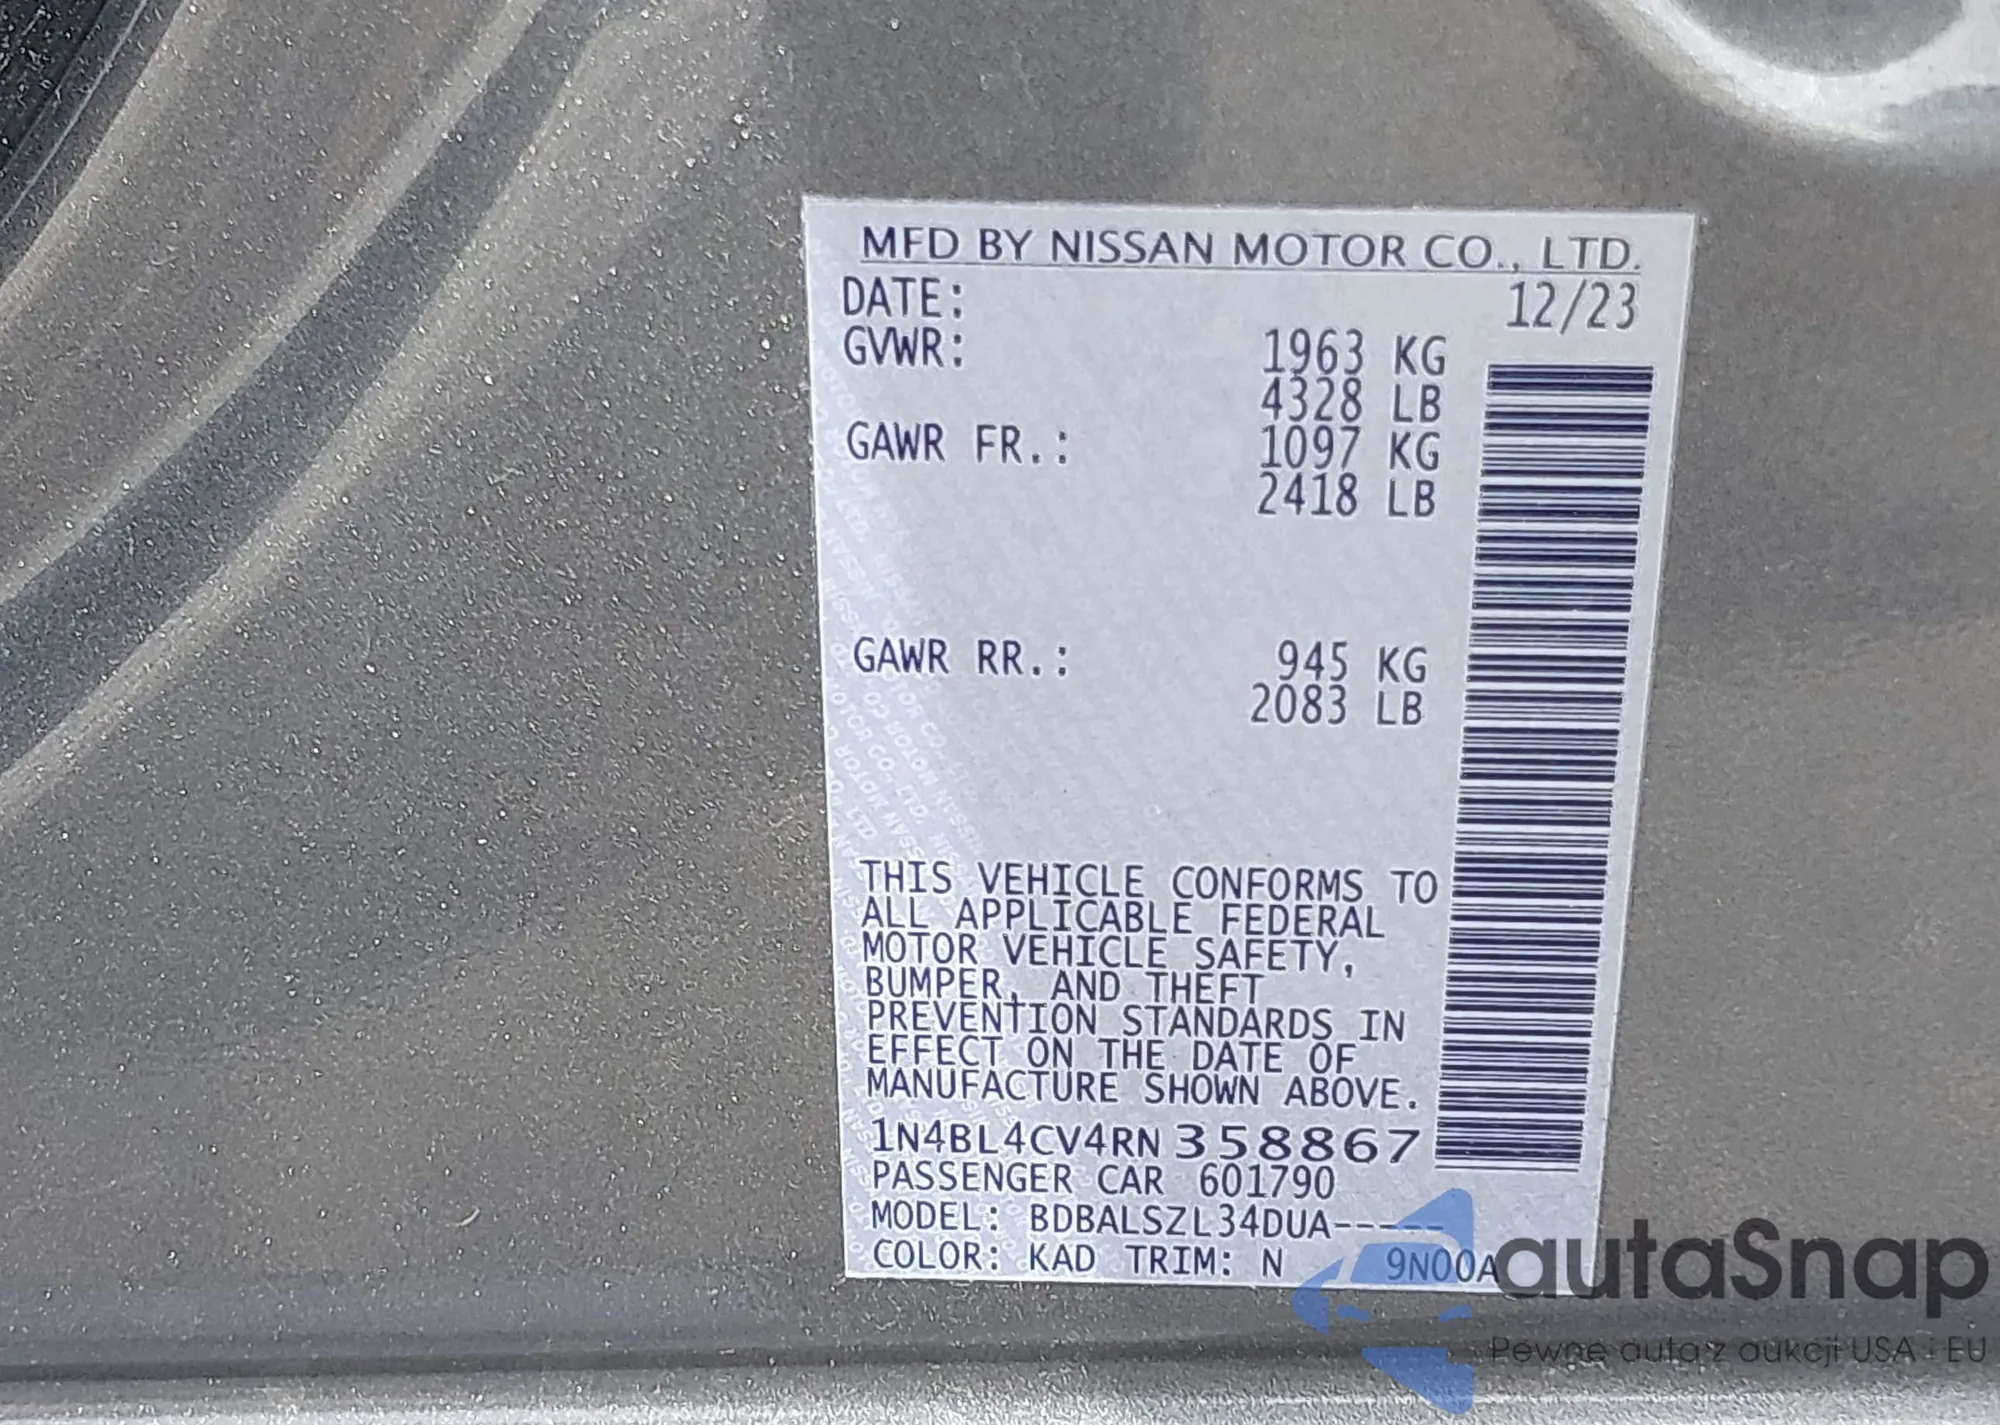 MFD BY NISSAN MOTOR CO., LTD.
DATE: 12/23
GVWR: 1963 KG
4328 LB
GAWR FR.: 1097 KG
2418 LB
GAWR RR.: 945 KG
2083 LB
THIS VEHICLE CONFORMS TO
ALL APPLICABLE FEDERAL
MOTOR VEHICLE SAFETY,
BUMPER, AND THEFT
PREVENTION STANDARDS IN
EFFECT ON THE DATE OF
MANUFACTURE SHOWN ABOVE.
1N4BL4CV4RN358867
PASSENGER CAR 601790
MODEL: BDBALSZL34DUA-----
COLOR: KAD TRIM: N 9N00A
autaSnap
Pewne auta z aukcji USA i EU